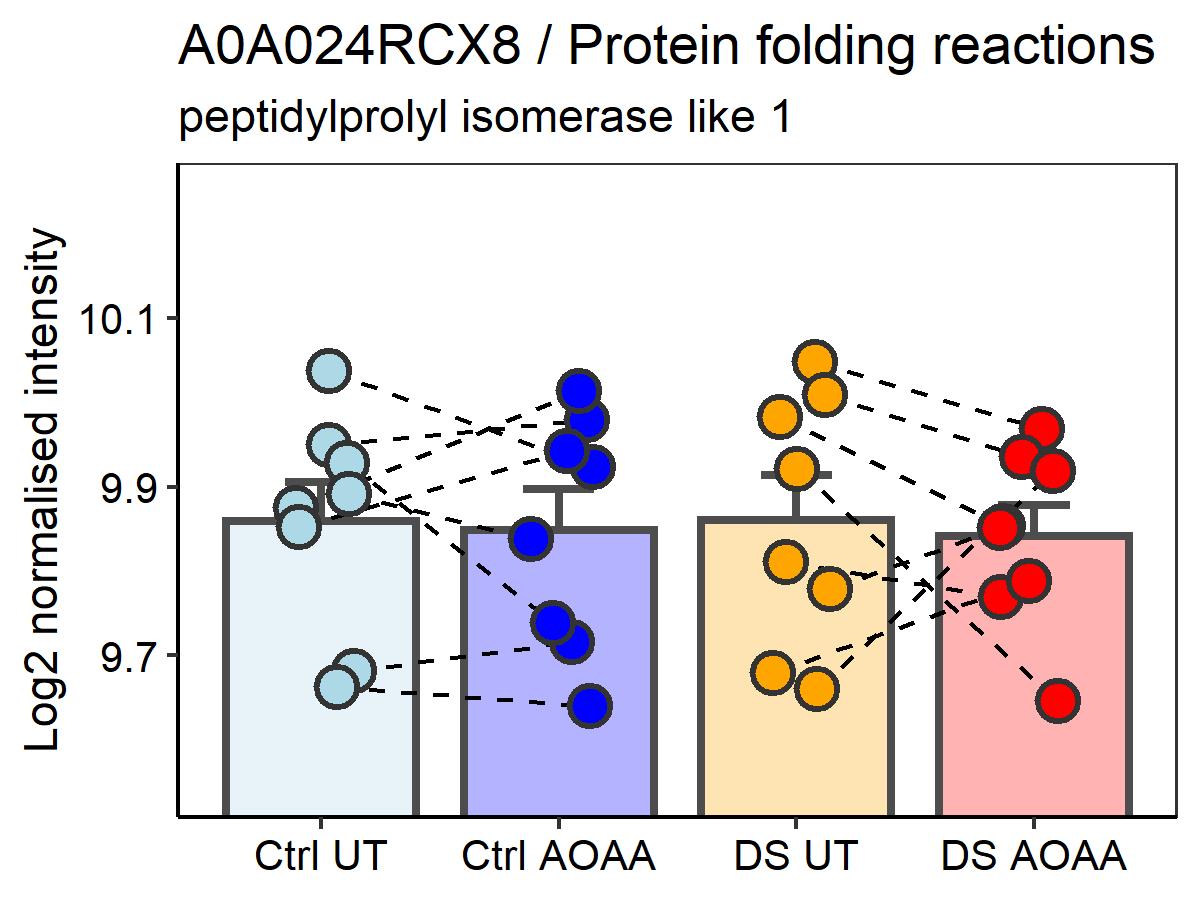 A0A024RCX8 / Protein folding reactions
peptidylprolyl isomerase like 1
Log2 normalised intensity
10.1
9.9
9.7
Ctrl UT
Ctrl AOAA
DS UT
DS AOAA